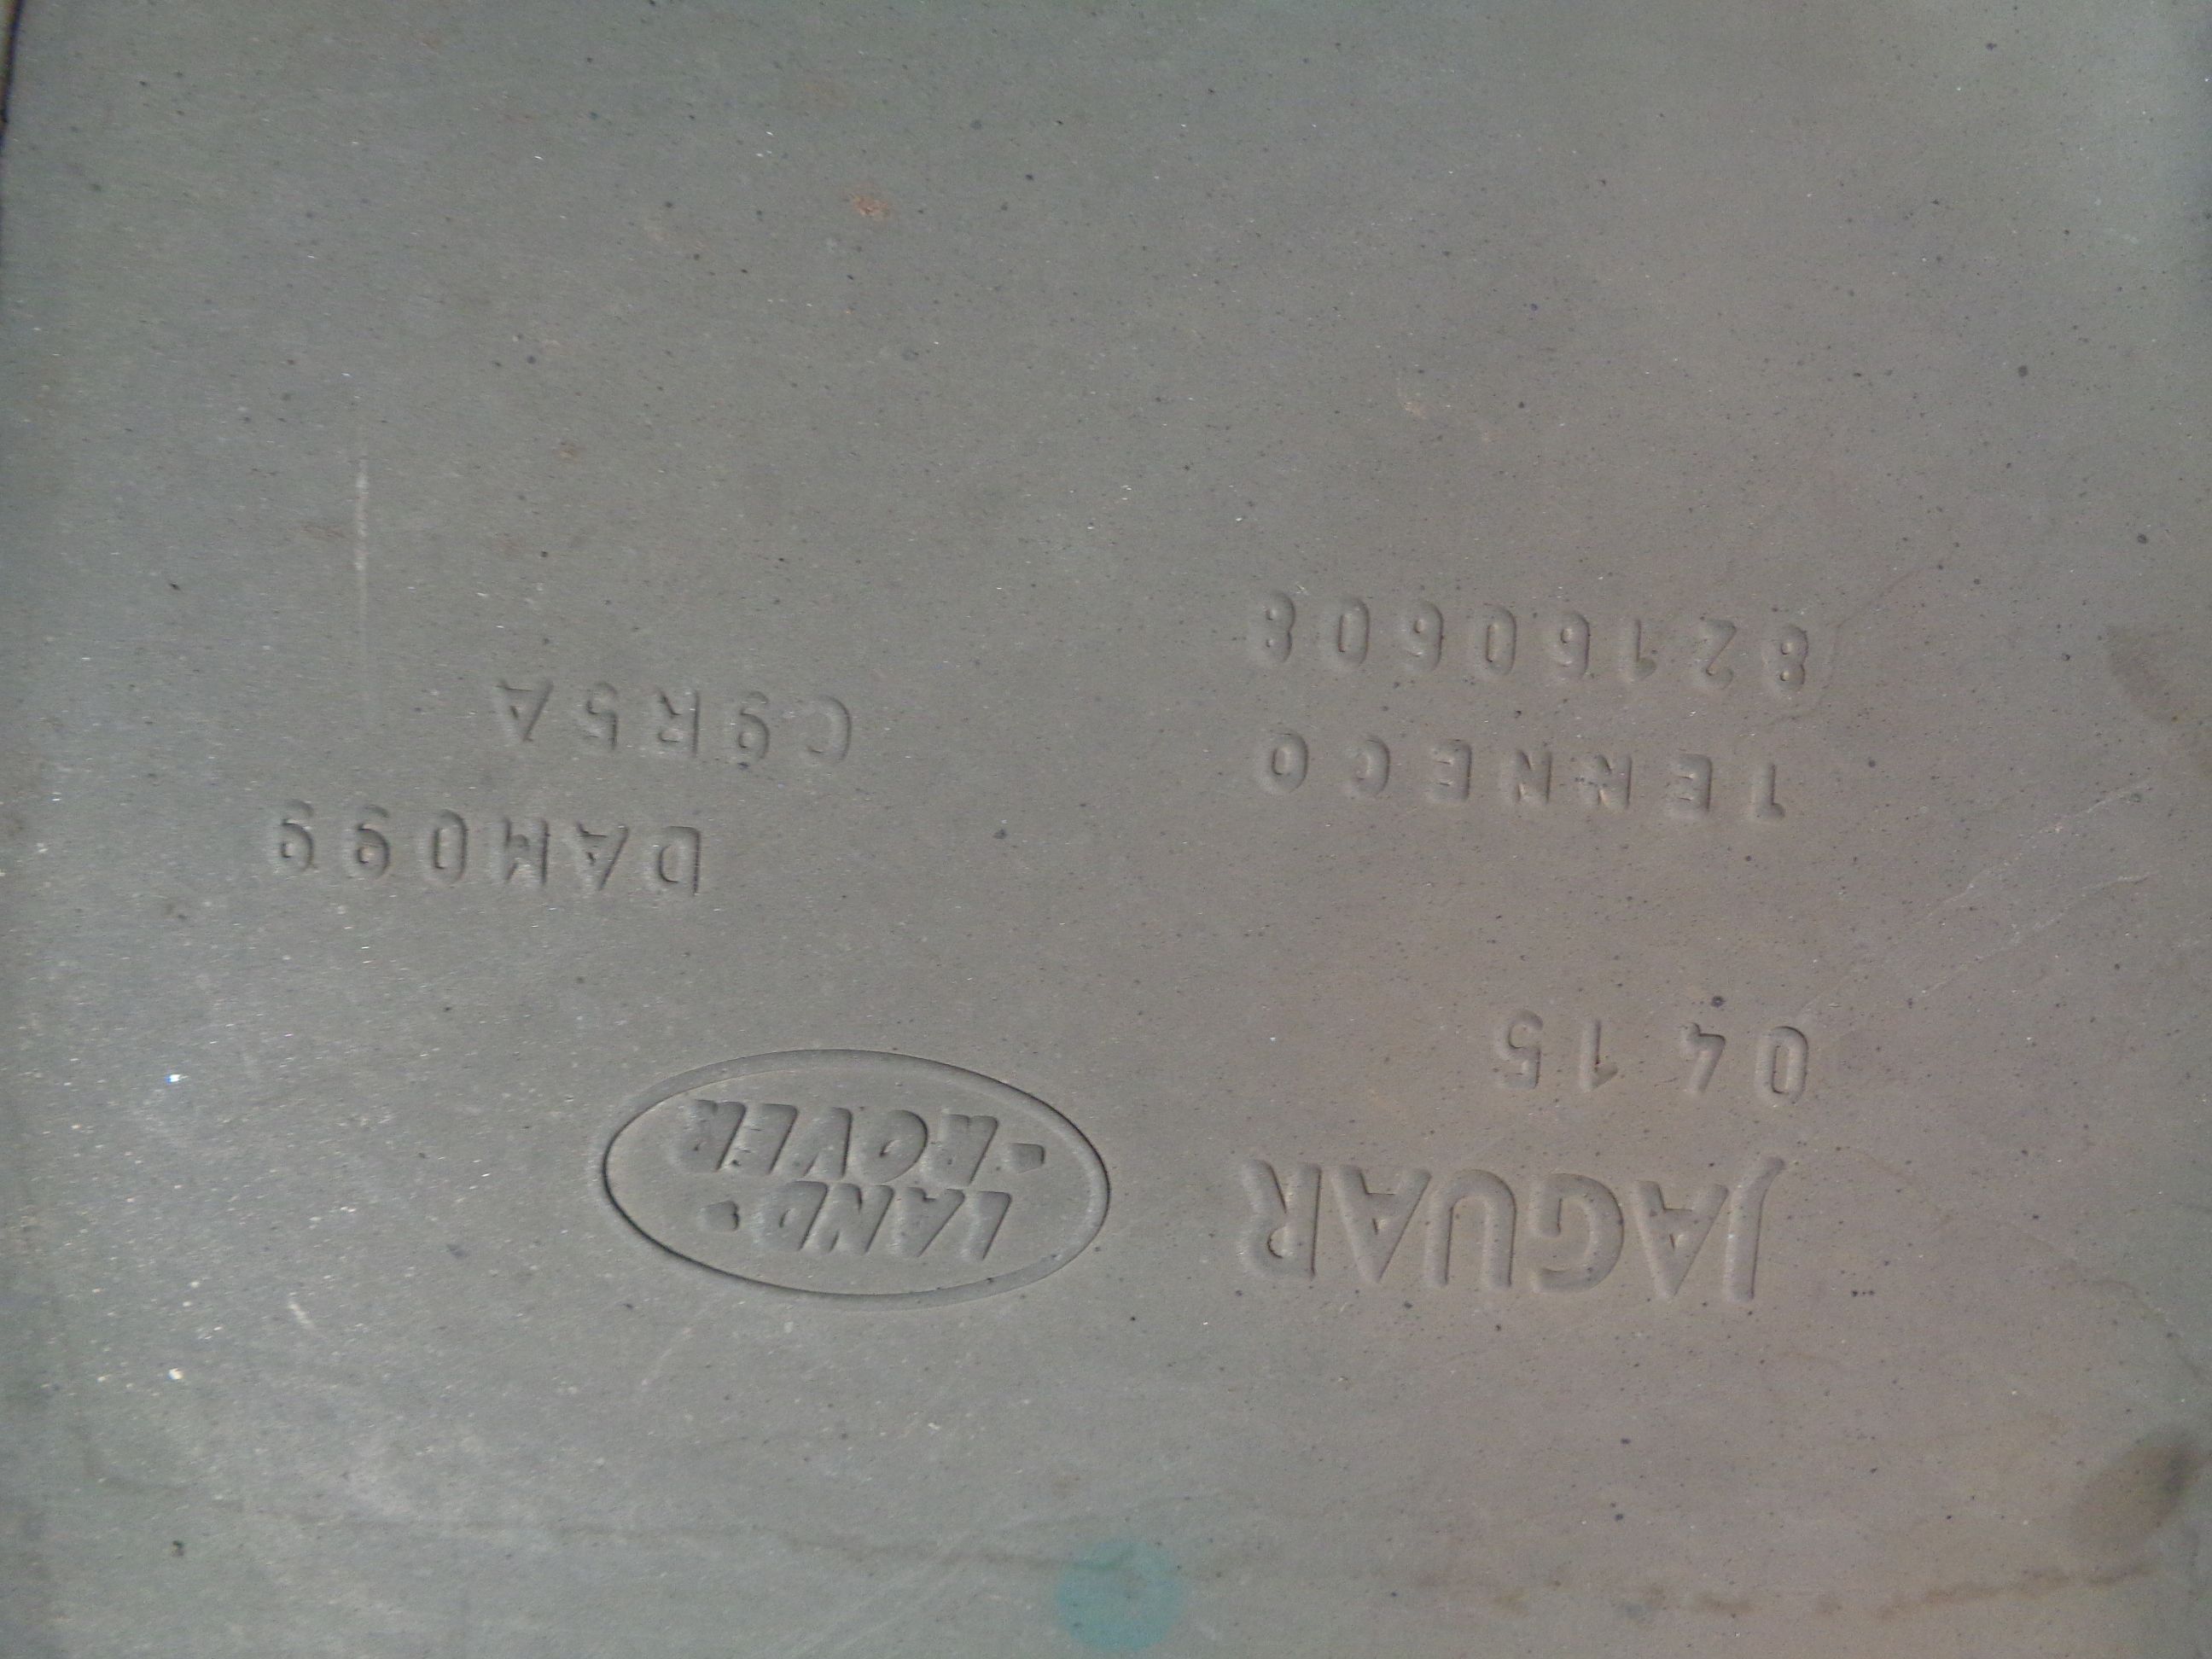 JAGUAR
LAND-
-ROVER
0415
DAM099
TENNECO
C9R5A
82160608